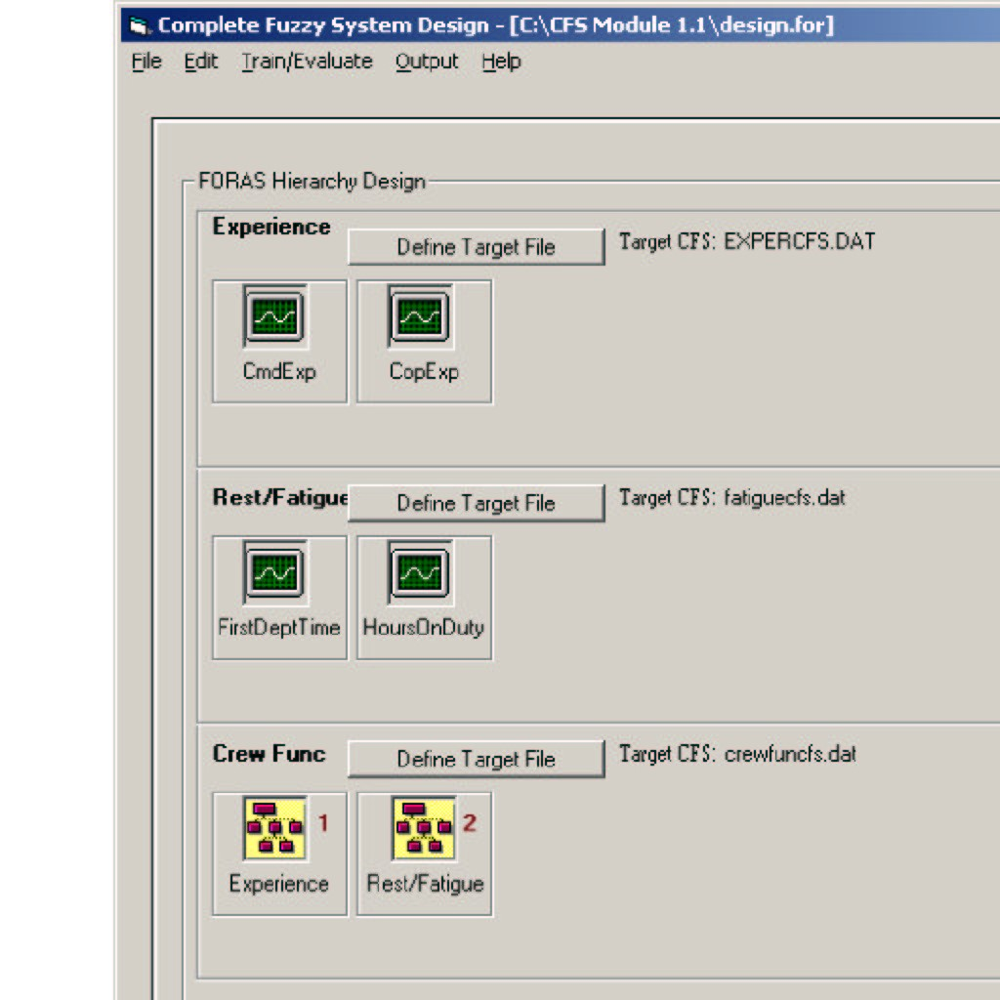 Complete Fuzzy System Design - [C:\CFS Module 1.1\design.for]
File Edit Train/Evaluate Output Help
FORAS Hierarchy Design
Experience
Define Target File
Target CFS: EXPERCFS.DAT
CmdExp CopExp
Rest/Fatigue
Define Target File
Target CFS: fatiguecfs.dat
FirstDeptTime HoursOnDuty
Crew Func
Define Target File
Target CFS: crewfuncfs.dat
1 2
Experience Rest/Fatigue